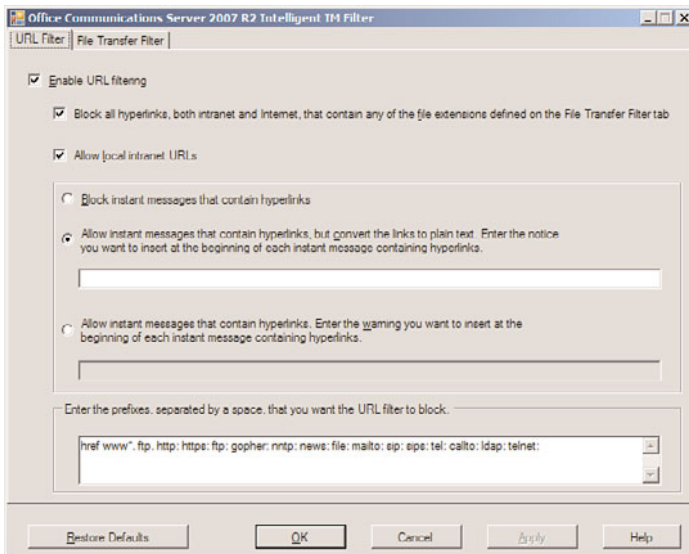 Office Communications Server 2007 R2 Intelligent IM Filter
URL Filter
File Transfer Filter
Enable URL filtering
Block all hyperlinks, both intranet and Internet, that contain any of the file extensions defined on the File Transfer Filter tab
Allow local intranet URLs
Block instant messages that contain hyperlinks
Allow instant messages that contain hyperlinks, but convert the links to plain text. Enter the notice
you want to insert at the beginning of each instant message containing hyperlinks.
Allow instant messages that contain hyperlinks. Enter the warning you want to insert at the
beginning of each instant message containing hyperlinks.
Enter the prefixes, separated by a space, that you want the URL filter to block.
href www*. ftp. http: https: ftp: gopher: nntp: news: file: mailto: sip: sips: tel: callto: ldap: telnet:
Restore Defaults
OK
Cancel
Apply
Help